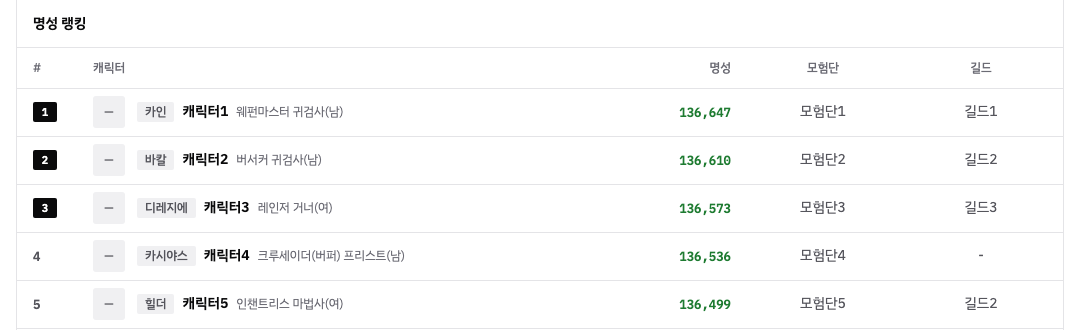 명성 랭킹
# 캐릭터 명성 모험단 길드
1 — 카인 캐릭터1 웨펀마스터 귀검사(남) 136,647 모험단1 길드1
2 — 바칼 캐릭터2 버서커 귀검사(남) 136,610 모험단2 길드2
3 — 디레지에 캐릭터3 레인저 거너(여) 136,573 모험단3 길드3
4 — 카시야스 캐릭터4 크루세이더(버퍼) 프리스트(남) 136,536 모험단4 -
5 — 힐더 캐릭터5 인챈트리스 마법사(여) 136,499 모험단5 길드2